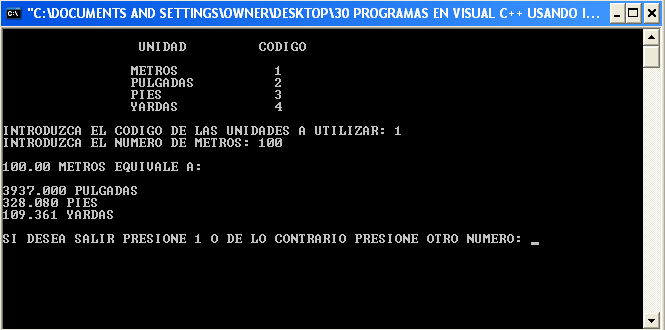 "C:\DOCUMENTS AND SETTINGS\OWNER\DESKTOP\30 PROGRAMAS EN VISUAL C++ USANDO I...
UNIDAD CODIGO
METROS 1
PULGADAS 2
PIES 3
YARDAS 4
INTRODUZCA EL CODIGO DE LAS UNIDADES A UTILIZAR: 1
INTRODUZCA EL NUMERO DE METROS: 100
100.00 METROS EQUIVALE A:
3937.000 PULGADAS
328.080 PIES
109.361 YARDAS
SI DESEA SALIR PRESIONE 1 O DE LO CONTRARIO PRESIONE OTRO NUMERO: _